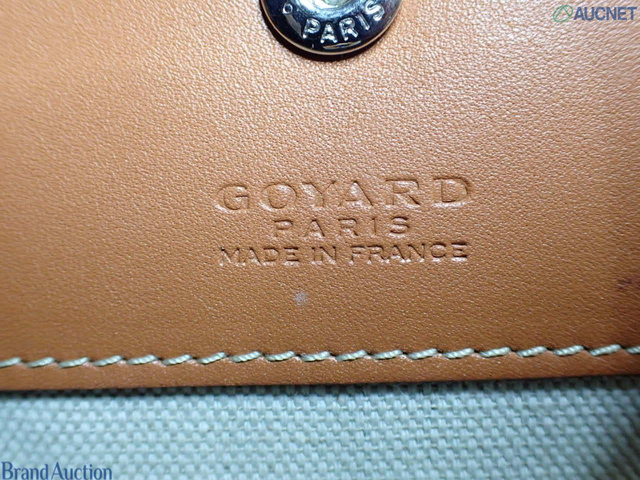 PARIS
AUCNET
GOYARD
PARIS
MADE IN FRANCE
Brand Auction